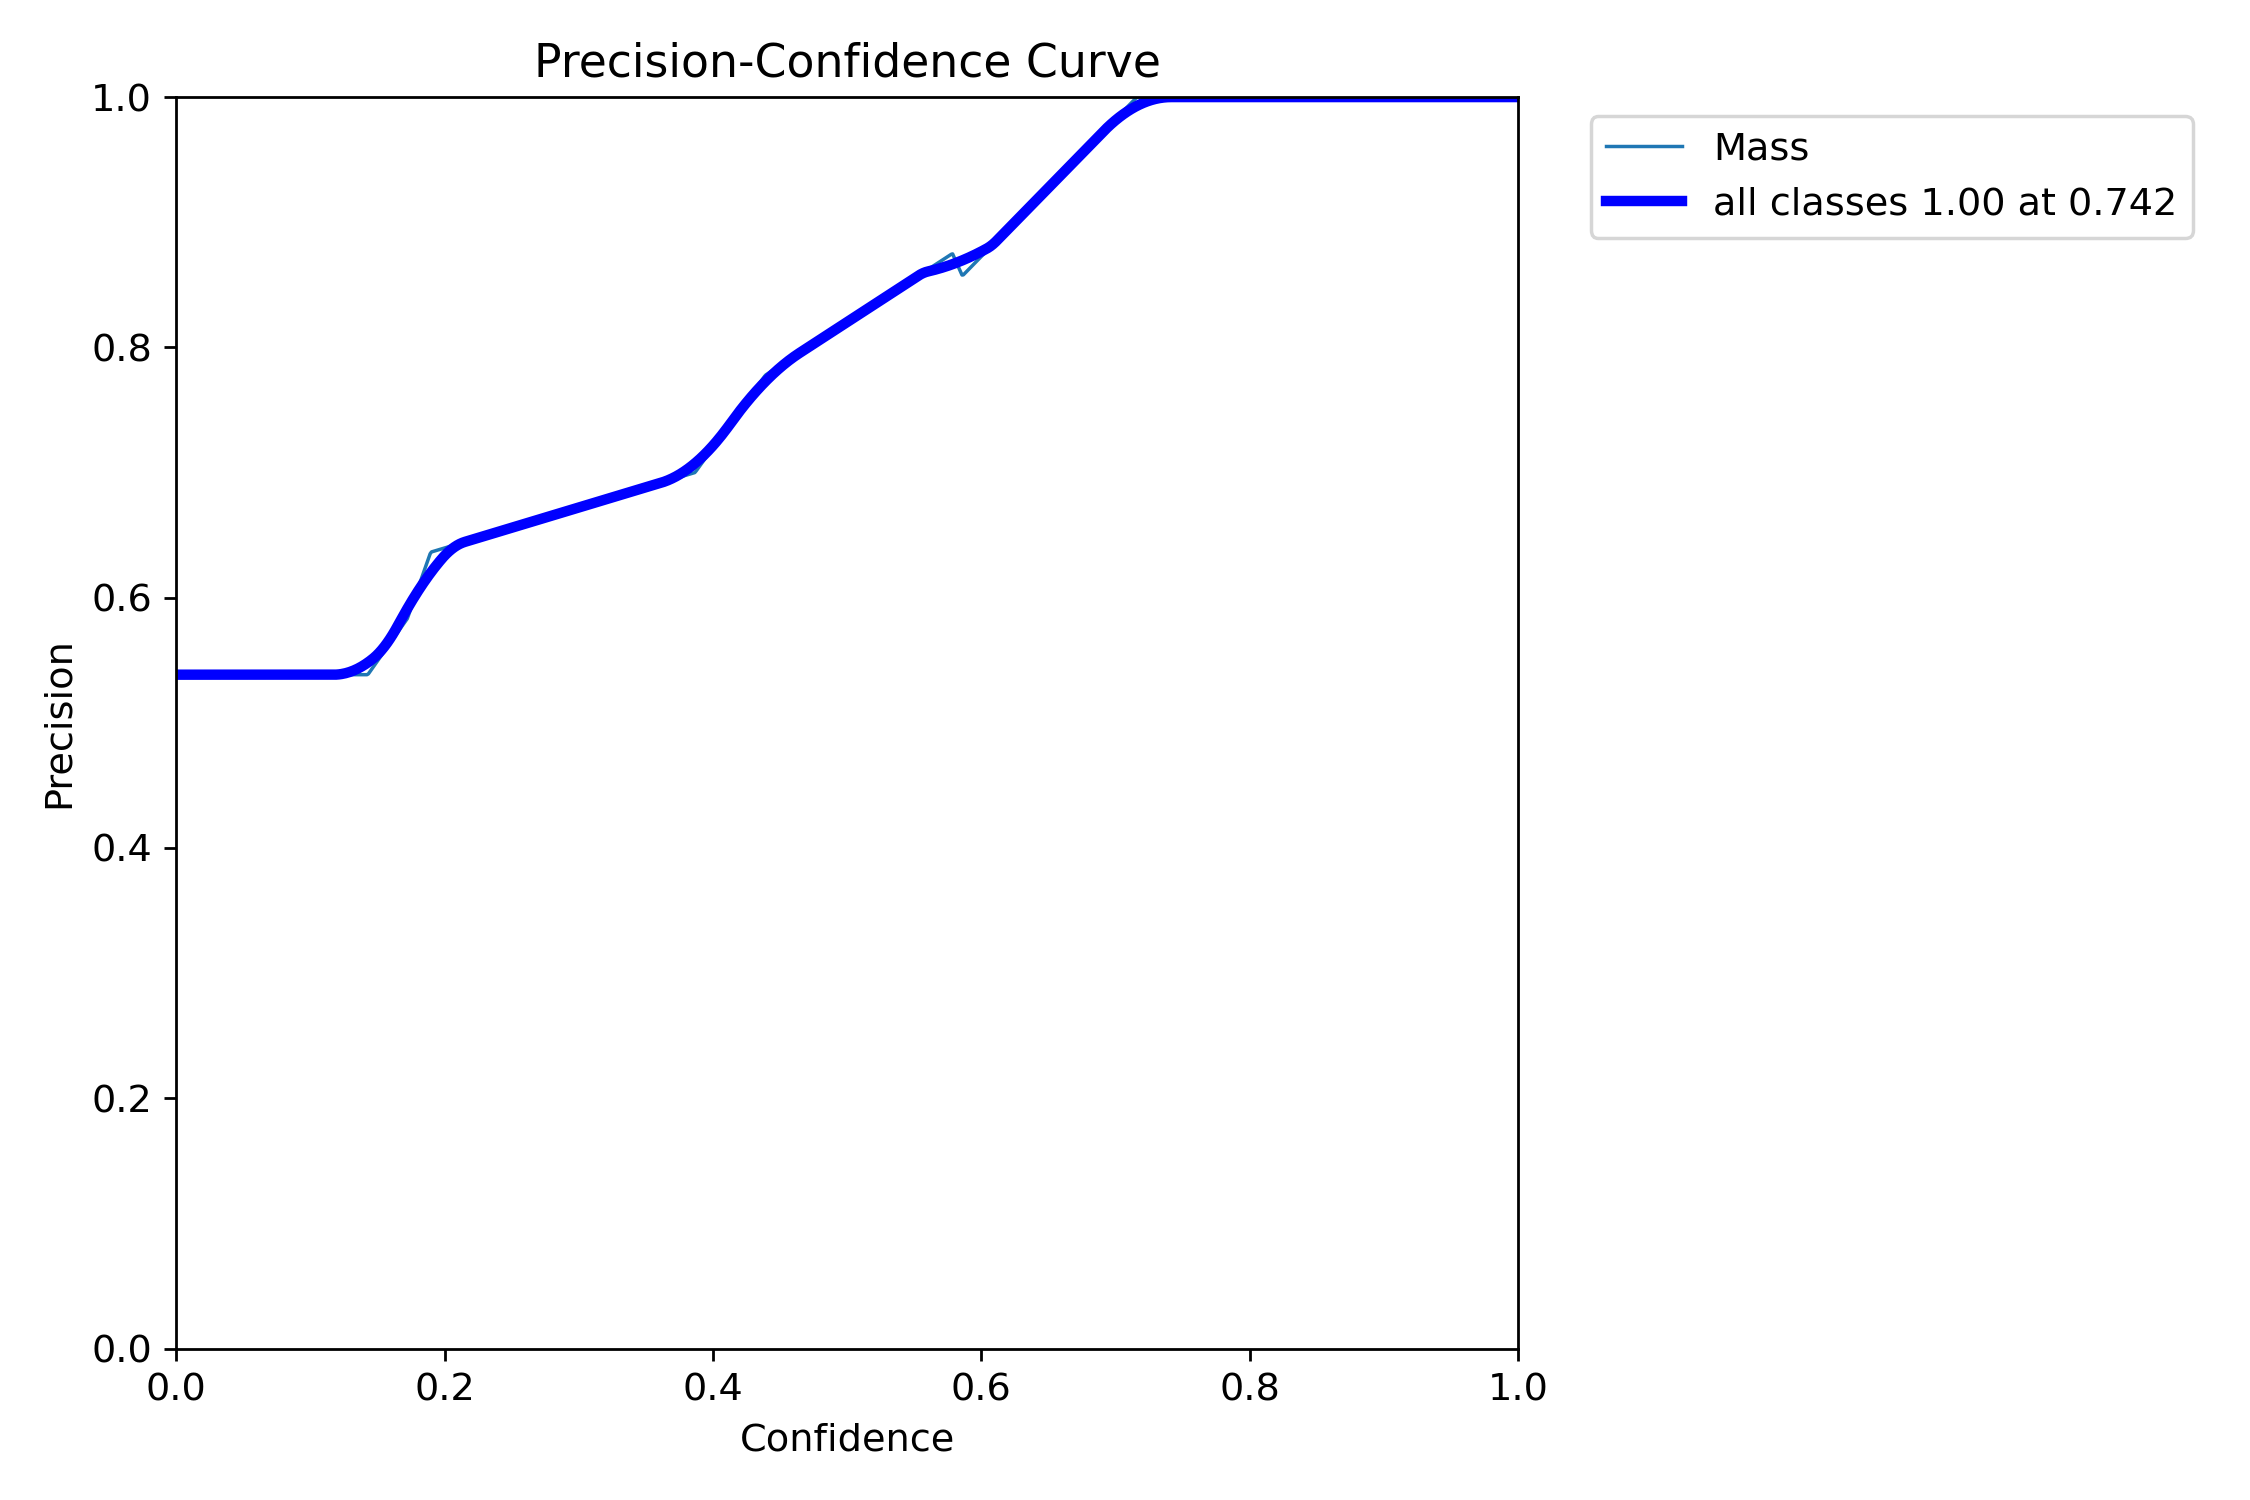 Precision-Confidence Curve
1.0
0.8
0.6
0.4
0.2
0.0
Precision
0.0 0.2 0.4 0.6 0.8 1.0
Confidence
Mass
all classes 1.00 at 0.742